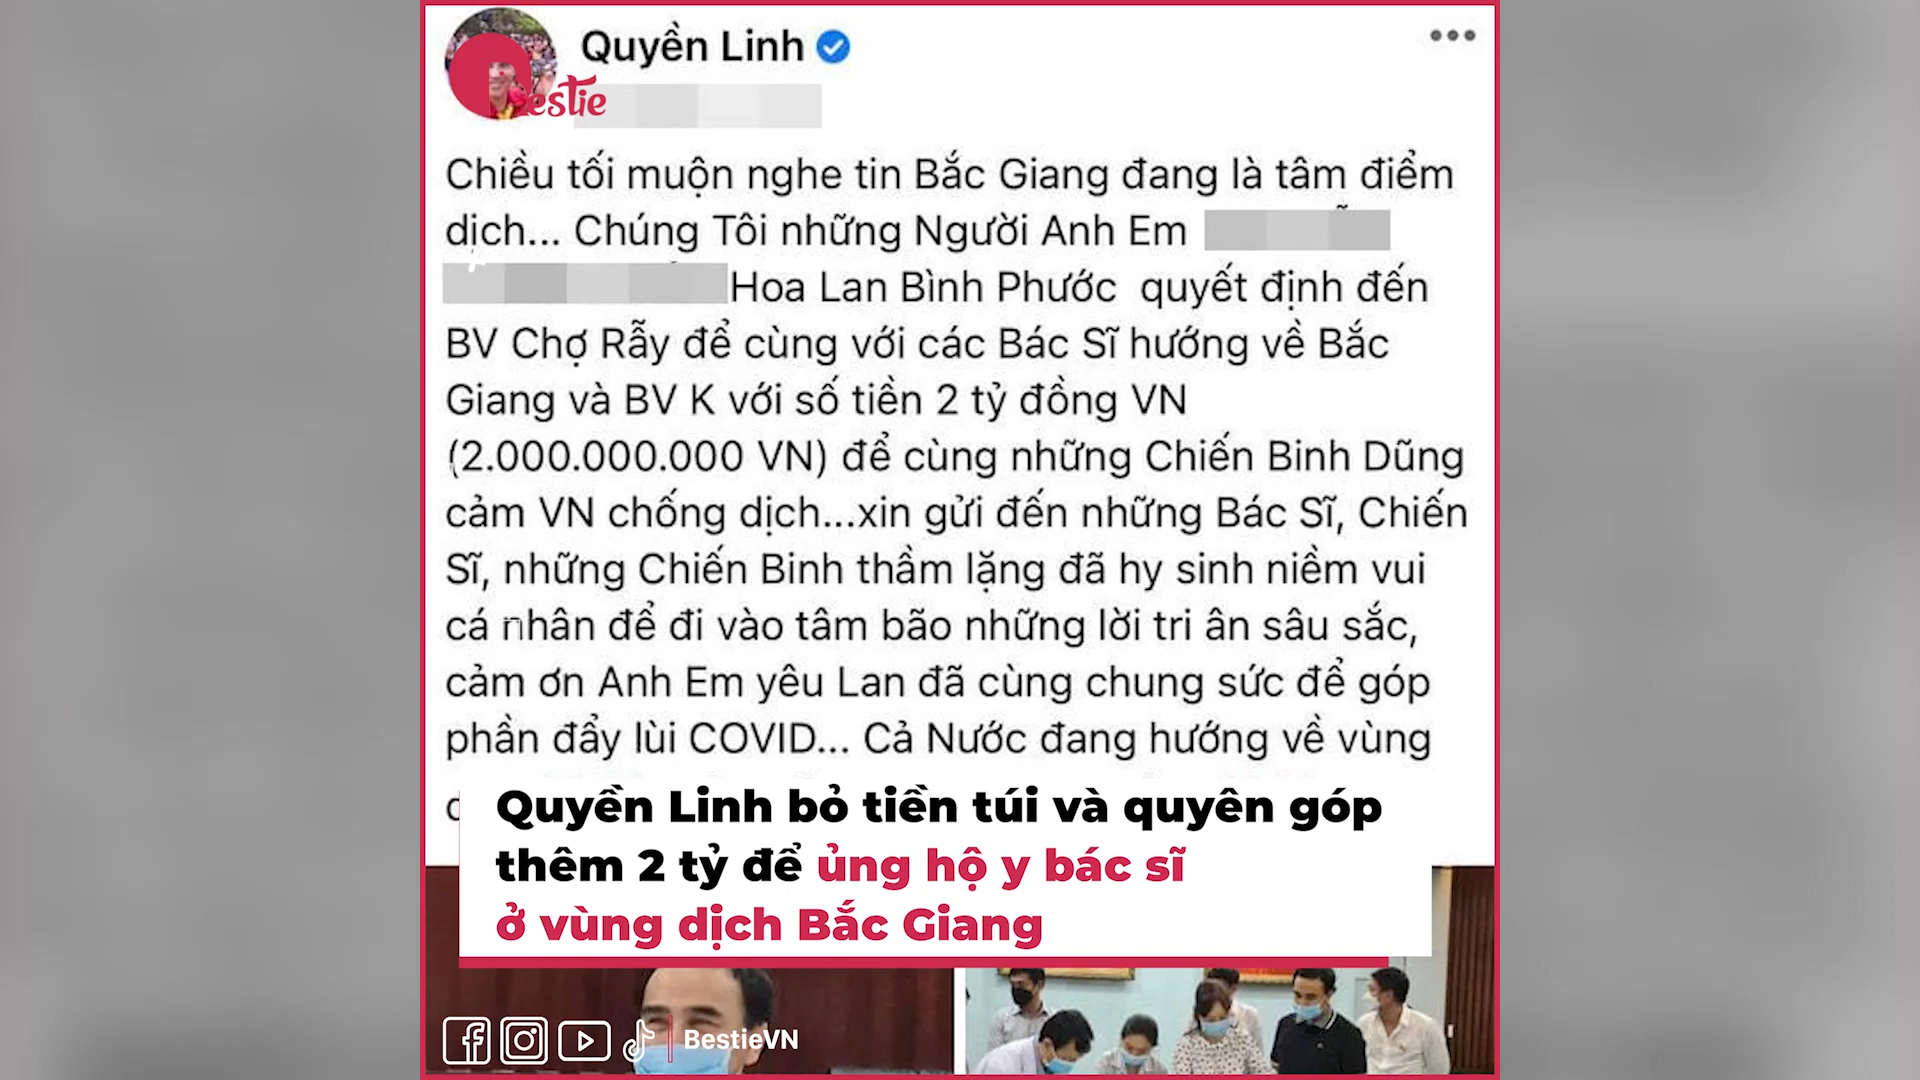 Quyền Linh
Bestie
Chiều tối muộn nghe tin Bắc Giang đang là tâm điểm
dịch... Chúng Tôi những Người Anh Em
Hoa Lan Bình Phước quyết định đến
BV Chợ Rẫy để cùng với các Bác Sĩ hướng về Bắc
Giang và BV K với số tiền 2 tỷ đồng VN
(2.000.000.000 VN) để cùng những Chiến Binh Dũng
cảm VN chống dịch...xin gửi đến những Bác Sĩ, Chiến
Sĩ, những Chiến Binh thầm lặng đã hy sinh niềm vui
cá nhân để đi vào tâm bão những lời tri ân sâu sắc,
cảm ơn Anh Em yêu Lan đã cùng chung sức để góp
phần đẩy lùi COVID... Cả Nước đang hướng về vùng
Quyền Linh bỏ tiền túi và quyên góp
thêm 2 tỷ để ủng hộ y bác sĩ
ở vùng dịch Bắc Giang
BestieVN